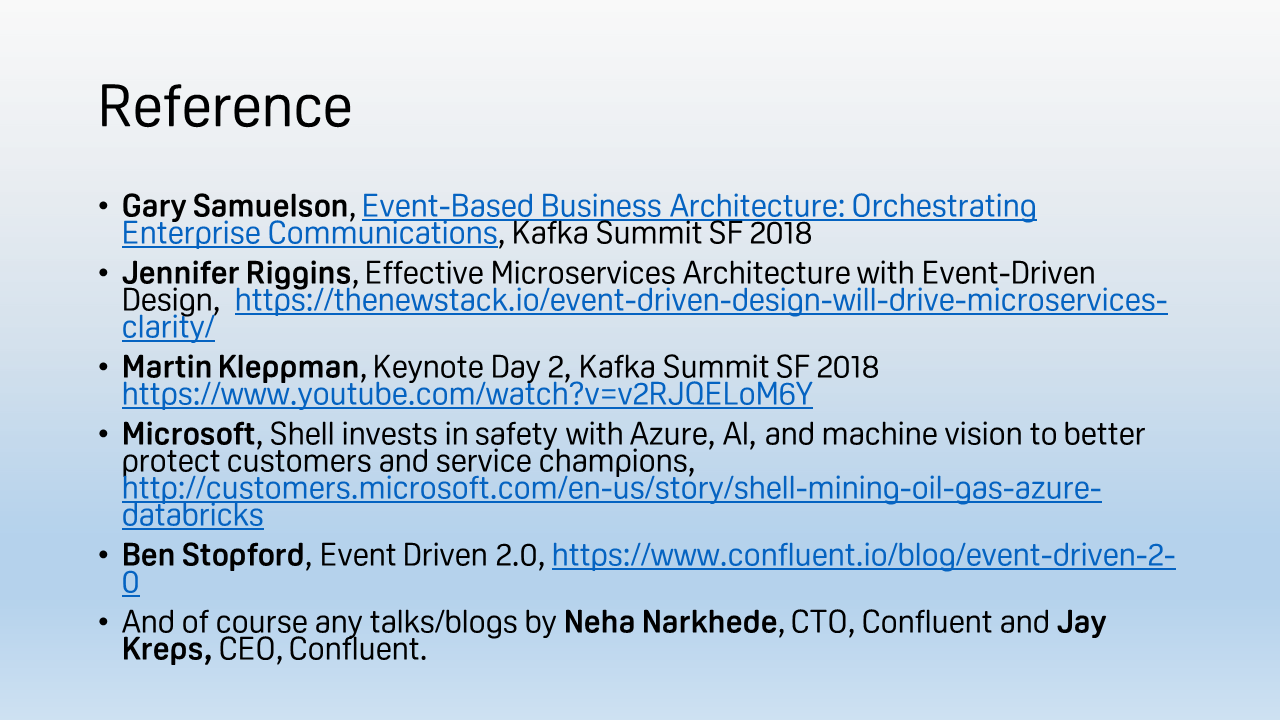 Reference
• Gary Samuelson, Event-Based Business Architecture: Orchestrating
Enterprise Communications, Kafka Summit SF 2018
• Jennifer Riggins, Effective Microservices Architecture with Event-Driven
Design, https://thenewstack.io/event-driven-design-will-drive-microservices-
clarity/
• Martin Kleppman, Keynote Day 2, Kafka Summit SF 2018
https://www.youtube.com/watch?v=v2RJQELoM6Y
• Microsoft, Shell invests in safety with Azure, AI, and machine vision to better
protect customers and service champions,
http://customers.microsoft.com/en-us/story/shell-mining-oil-gas-azure-
databricks
• Ben Stopford, Event Driven 2.0, https://www.confluent.io/blog/event-driven-2-
0
• And of course any talks/blogs by Neha Narkhede, CTO, Confluent and Jay
Kreps, CEO, Confluent.